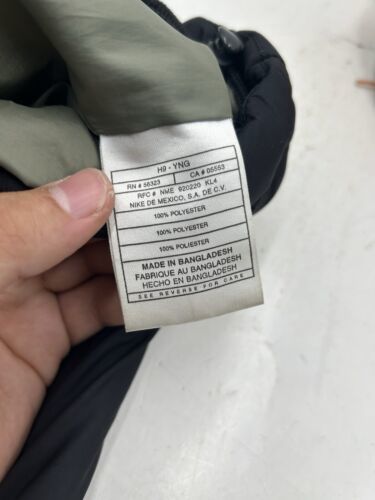 H9 - YNG
RN # 56323 CA # 05553
RFC # NME 920220 KL4
NIKE DE MEXICO, S.A. DE C.V.
100% POLYESTER
100% POLYESTER
100% POLYESTER
MADE IN BANGLADESH
FABRIQUE AU BANGLADESH
HECHO EN BANGLADESH
SEE REVERSE FOR CARE